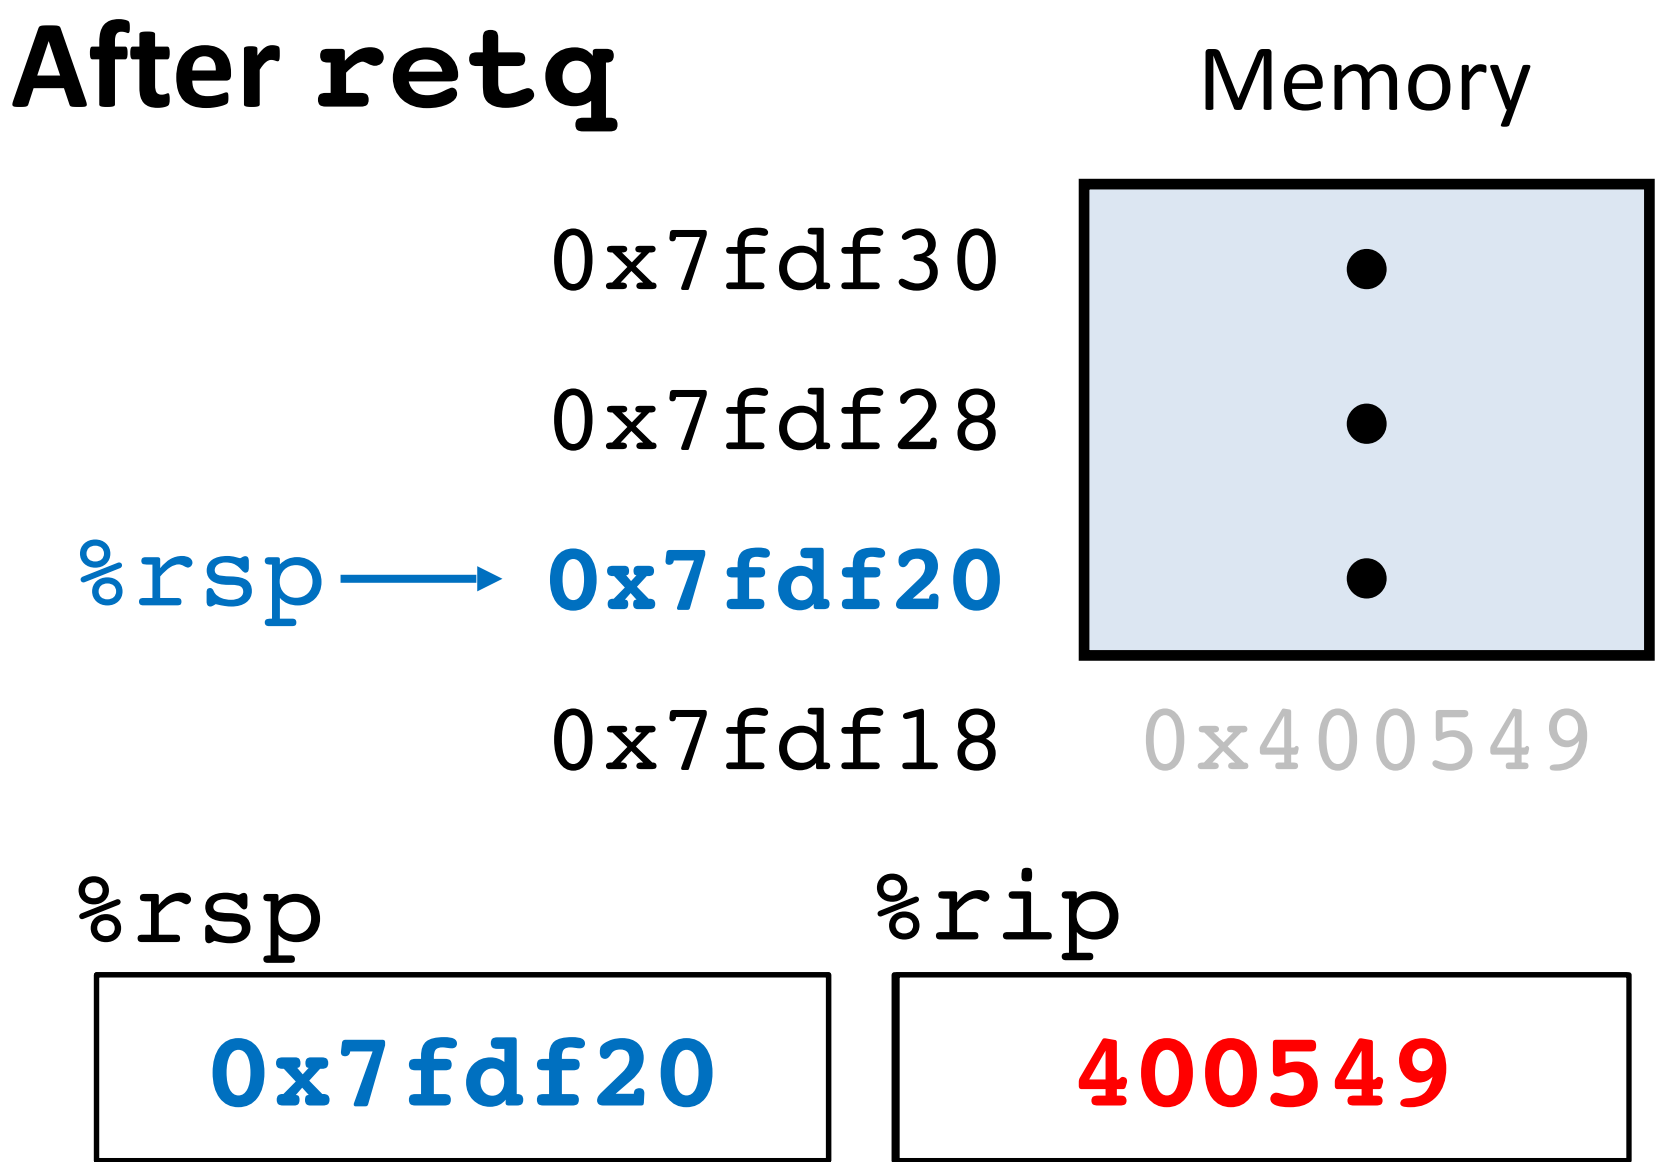 After retq
Memory
0x7fdf30
0x7fdf28
%rsp 0x7fdf20
0x7fdf18 0x400549
%rsp %rip
0x7fdf20 400549